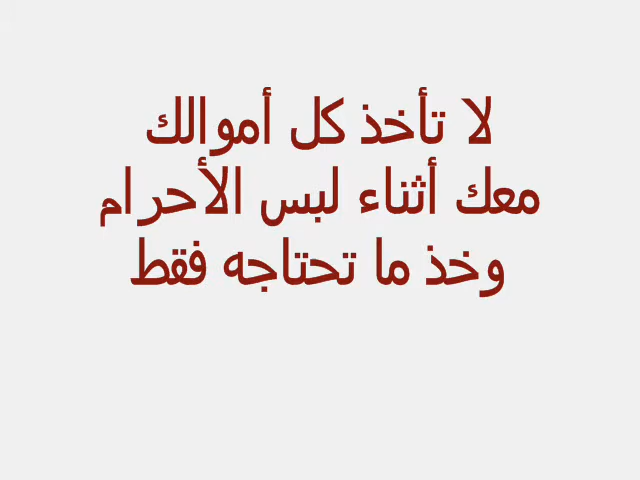 لا تأخذ كل أموالك
معك أثناء لبس الأحرام
وخذ ما تحتاجه فقط